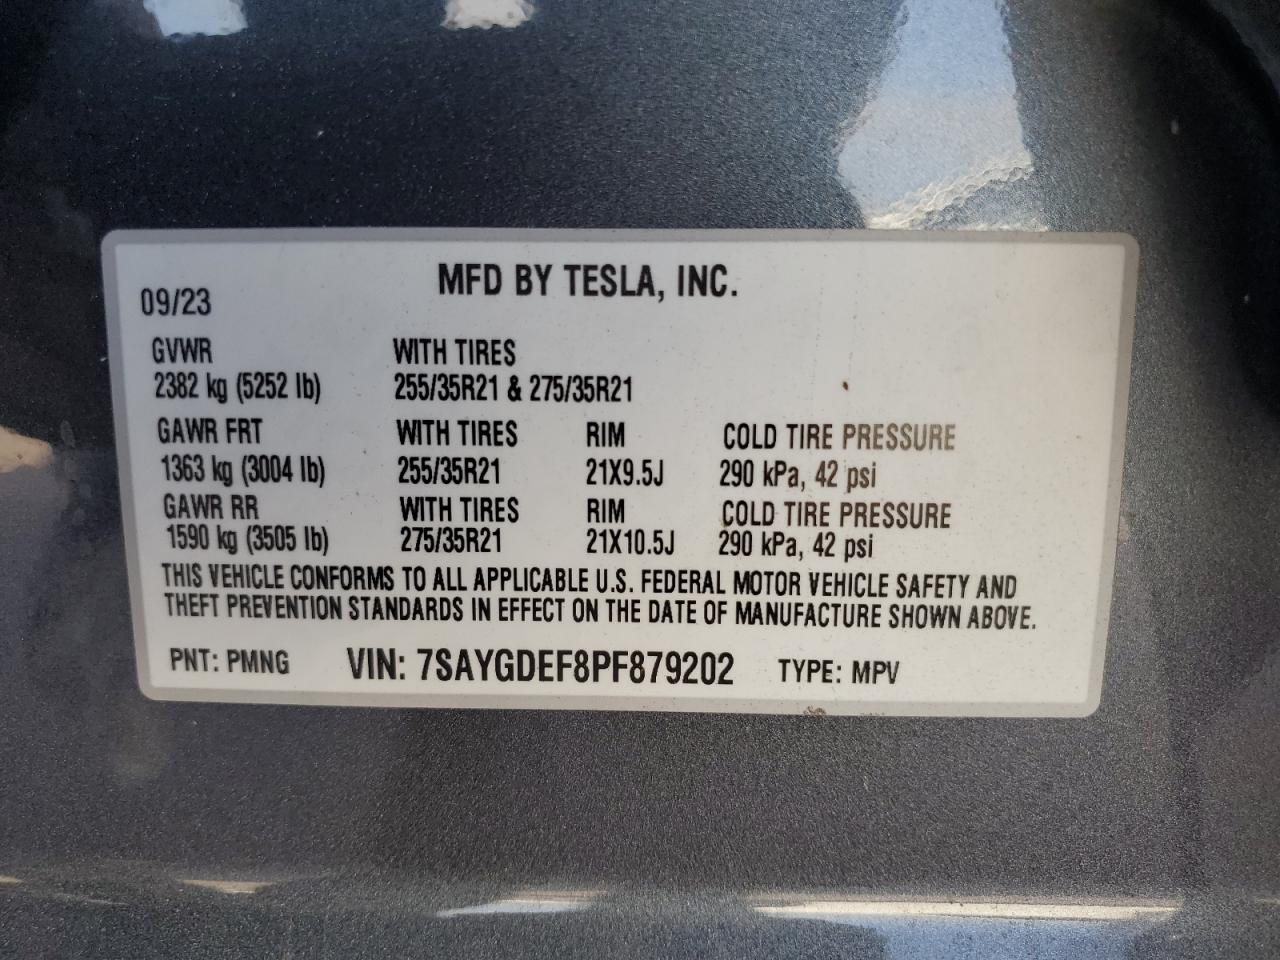 MFD BY TESLA, INC.
09/23
GVWR WITH TIRES
2382 kg (5252 lb) 255/35R21 & 275/35R21
GAWR FRT WITH TIRES RIM COLD TIRE PRESSURE
1363 kg (3004 lb) 255/35R21 21X9.5J 290 kPa, 42 psi
GAWR RR WITH TIRES RIM COLD TIRE PRESSURE
1590 kg (3505 lb) 275/35R21 21X10.5J 290 kPa, 42 psi
THIS VEHICLE CONFORMS TO ALL APPLICABLE U.S. FEDERAL MOTOR VEHICLE SAFETY AND
THEFT PREVENTION STANDARDS IN EFFECT ON THE DATE OF MANUFACTURE SHOWN ABOVE.
PNT: PMNG VIN: 7SAYGDEF8PF879202 TYPE: MPV